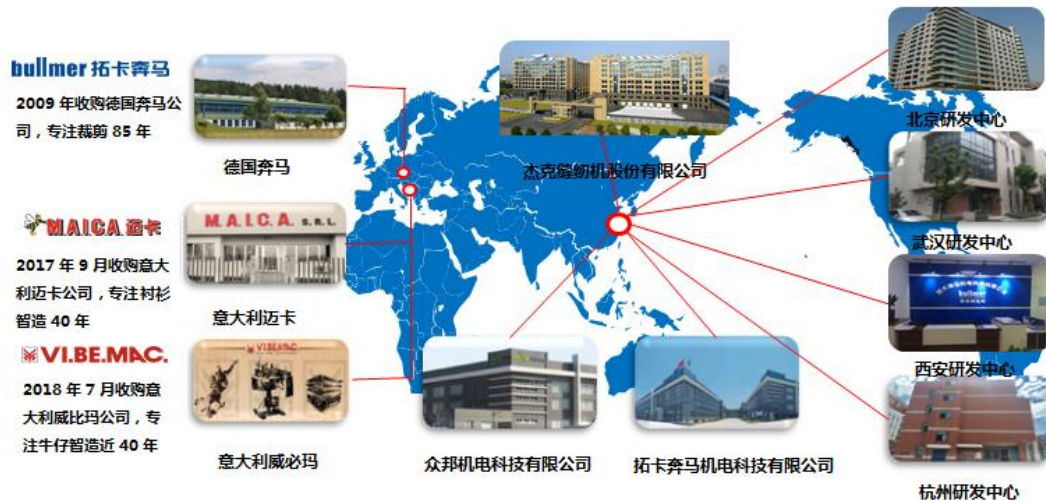 bullmer 拓卡奔马
2009 年收购德国奔马公
司，专注裁剪 85 年
德国奔马
杰克缝纫机股份有限公司
北京研发中心
M.A.I.C.A. S.R.L.
MAICA 迈卡
2017 年 9 月收购意大
利迈卡公司，专注衬衫
智造 40 年
意大利迈卡
武汉研发中心
bullmer
西安研发中心
VI.BE.MAC.
VI.BE.MAC.
2018 年 7 月收购意
大利威比玛公司，专
注牛仔智造近 40 年
意大利威必玛
众邦机电科技有限公司
拓卡奔马机电科技有限公司
杭州研发中心